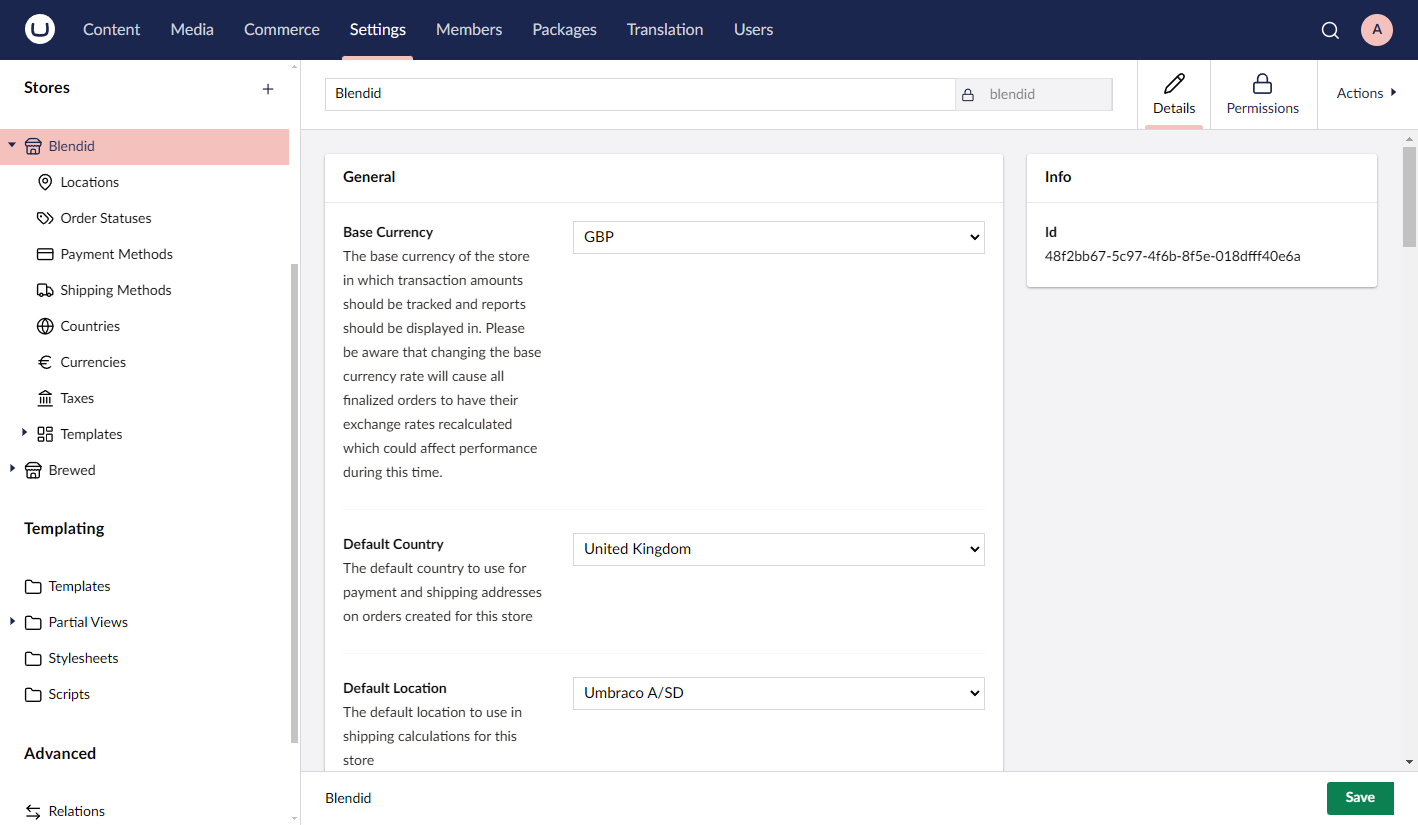 Content
Media
Commerce
Settings
Members
Packages
Translation
Users
A
Stores
Blendid
Locations
Order Statuses
Payment Methods
Shipping Methods
Countries
Currencies
Taxes
Templates
Brewed
Templating
Templates
Partial Views
Stylesheets
Scripts
Advanced
Relations
Blendid
blendid
Details
Permissions
Actions
General
Base Currency
The base currency of the store
in which transaction amounts
should be tracked and reports
should be displayed in. Please
be aware that changing the base
currency rate will cause all
finalized orders to have their
exchange rates recalculated
which could affect performance
during this time.
GBP
Default Country
The default country to use for
payment and shipping addresses
on orders created for this store
United Kingdom
Default Location
The default location to use in
shipping calculations for this
store
Umbraco A/SD
Info
Id
48f2bb67-5c97-4f6b-8f5e-018dfff40e6a
Blendid
Save